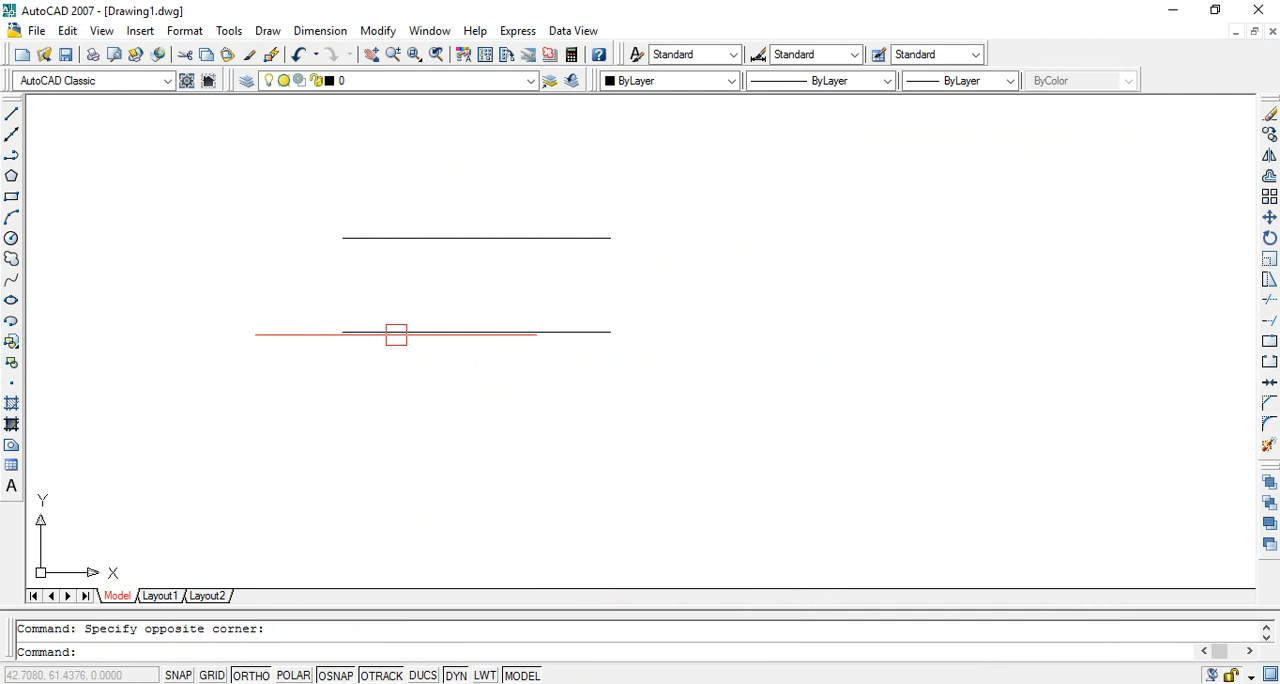 AutoCAD 2007 - [Drawing1.dwg]
File Edit View Insert Format Tools Draw Dimension Modify Window Help Express Data View
Standard Standard Standard
AutoCAD Classic 0 ByLayer ByLayer ByLayer ByColor
A
Y
X
Model Layout1 Layout2
Command: Specify opposite corner:
Command:
42.7080, 61.4376, 0.0000 SNAP GRID ORTHO POLAR OSNAP OTRACK DUCS DYN LWT MODEL